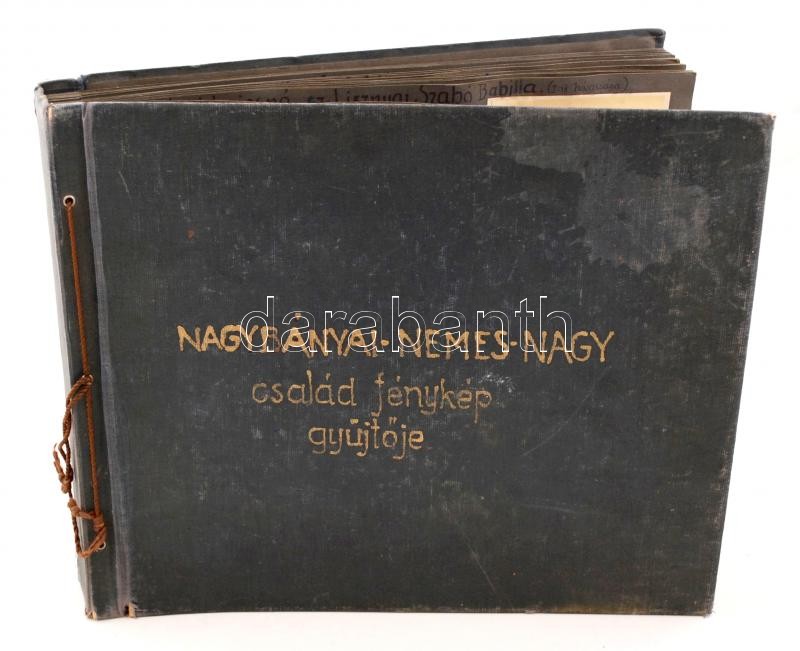 Szabó Babilla.
NAGYBÁNYAI-NEMES-NAGY
család fénykép
gyűjtője
darabanth